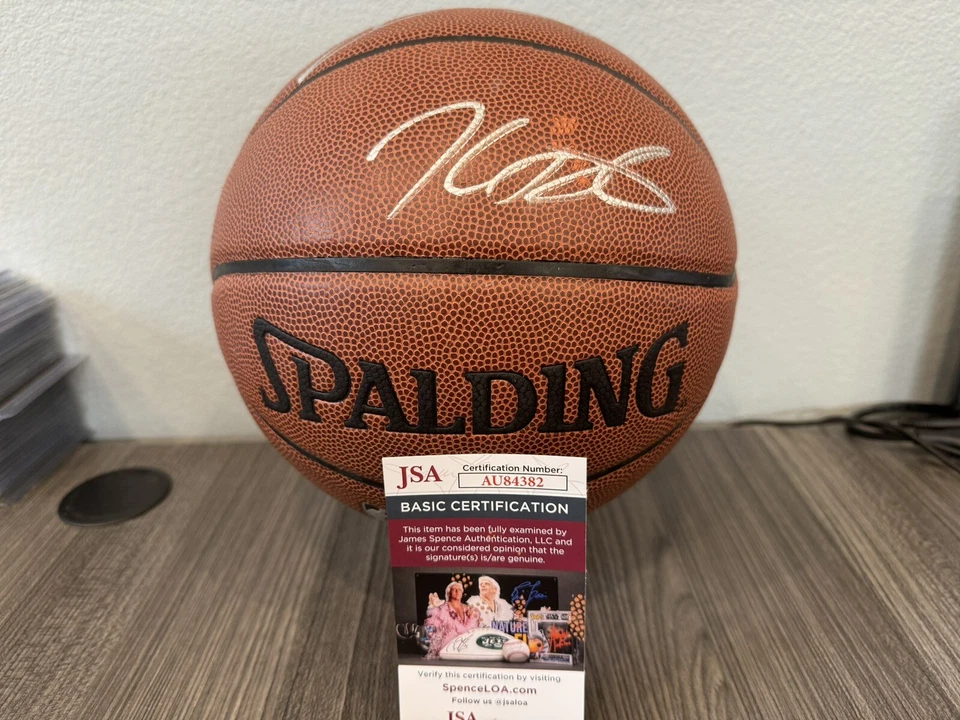 SPALDING
JSA
Certification Number:
AU84382
BASIC CERTIFICATION
This item has been fully examined by
James Spence Authentication, LLC and
it is our considered opinion that the
signature(s) is/are genuine.
NATURE
Verify this certification by visiting
SpenceLOA.com
Follow us @jsaloa
JSA